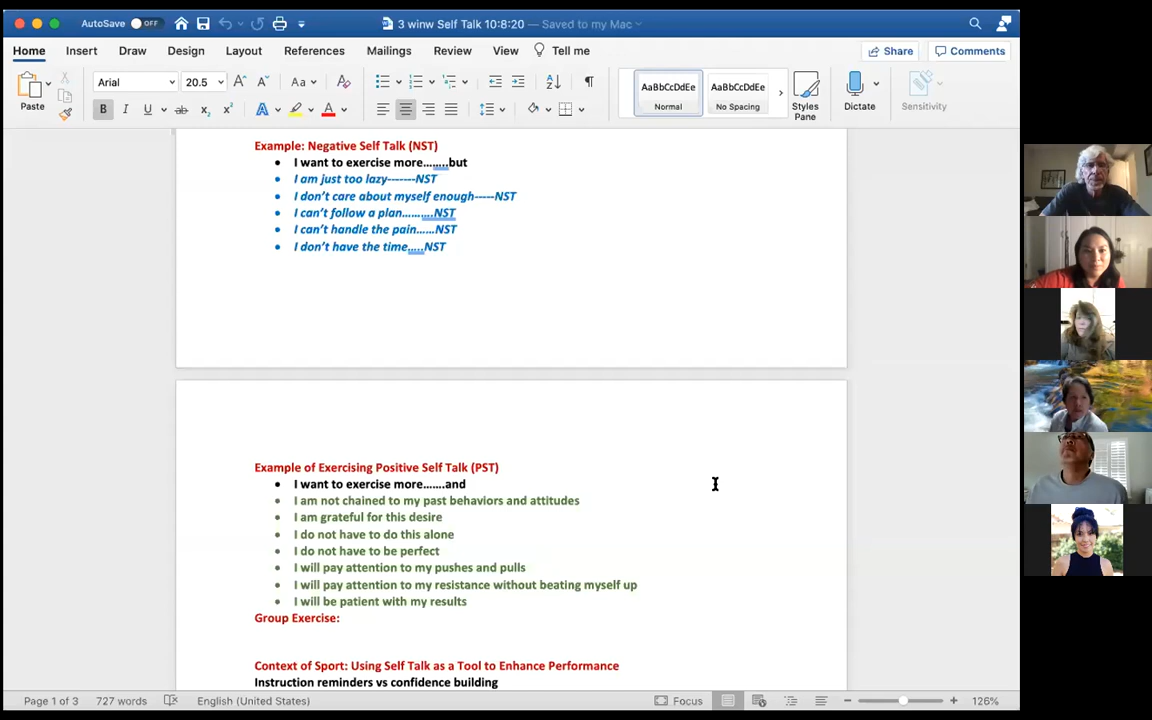 AutoSave OFF
3 winw Self Talk 10:8:20 — Saved to my Mac
Home Insert Draw Design Layout References Mailings Review View Tell me Share Comments
Paste Arial 20.5 Aa AaBbCcDdEe AaBbCcDdEe
Normal No Spacing Styles Pane Dictate Sensitivity
Example: Negative Self Talk (NST)
• I want to exercise more........but
• I am just too lazy-------NST
• I don't care about myself enough-----NST
• I can't follow a plan............NST
• I can't handle the pain......NST
• I don't have the time.....NST
Example of Exercising Positive Self Talk (PST)
• I want to exercise more.......and
• I am not chained to my past behaviors and attitudes
• I am grateful for this desire
• I do not have to do this alone
• I do not have to be perfect
• I will pay attention to my pushes and pulls
• I will pay attention to my resistance without beating myself up
• I will be patient with my results
Group Exercise:
Context of Sport: Using Self Talk as a Tool to Enhance Performance
Instruction reminders vs confidence building
Page 1 of 3 727 words English (United States) Focus 126%